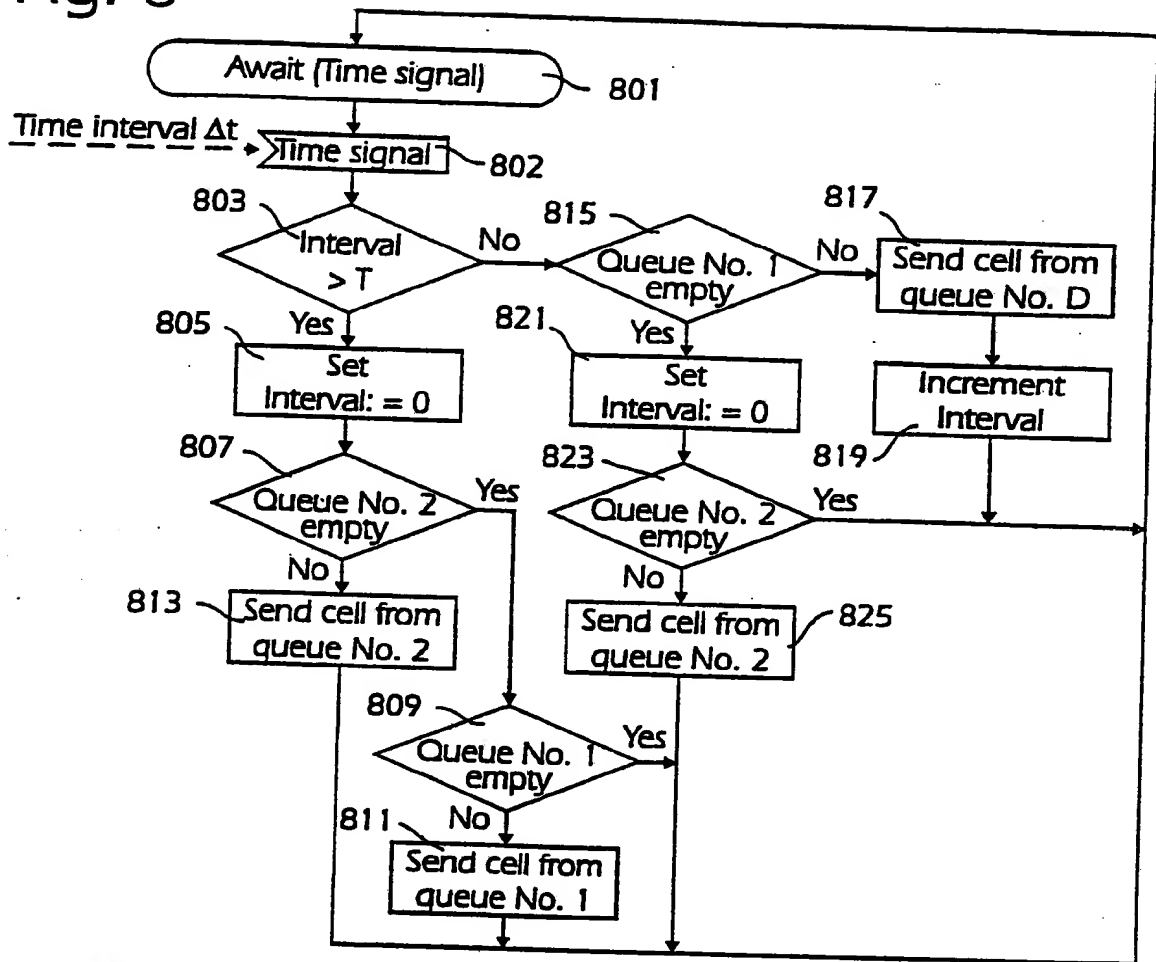 Await (Time signal)
801
Time interval Δt
Time signal
802
803
Interval
> T
No
Yes
815
Queue No. 1
empty
No
Yes
817
Send cell from
queue No. D
805
Set
Interval: = 0
821
Set
Interval: = 0
Increment
Interval
819
807
Queue No. 2
empty
Yes
No
823
Queue No. 2
empty
Yes
No
813
Send cell from
queue No. 2
Send cell from
queue No. 2
825
809
Queue No. 1
empty
Yes
No
811
Send cell from
queue No. 1